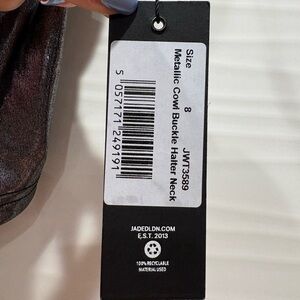 Size 8 JWT3589
Metallic Cowl Buckle Halter Neck
5 057171 249191
JADEDLDN.COM
E.S.T. 2013
100% RECYCLABLE
MATERIAL USED